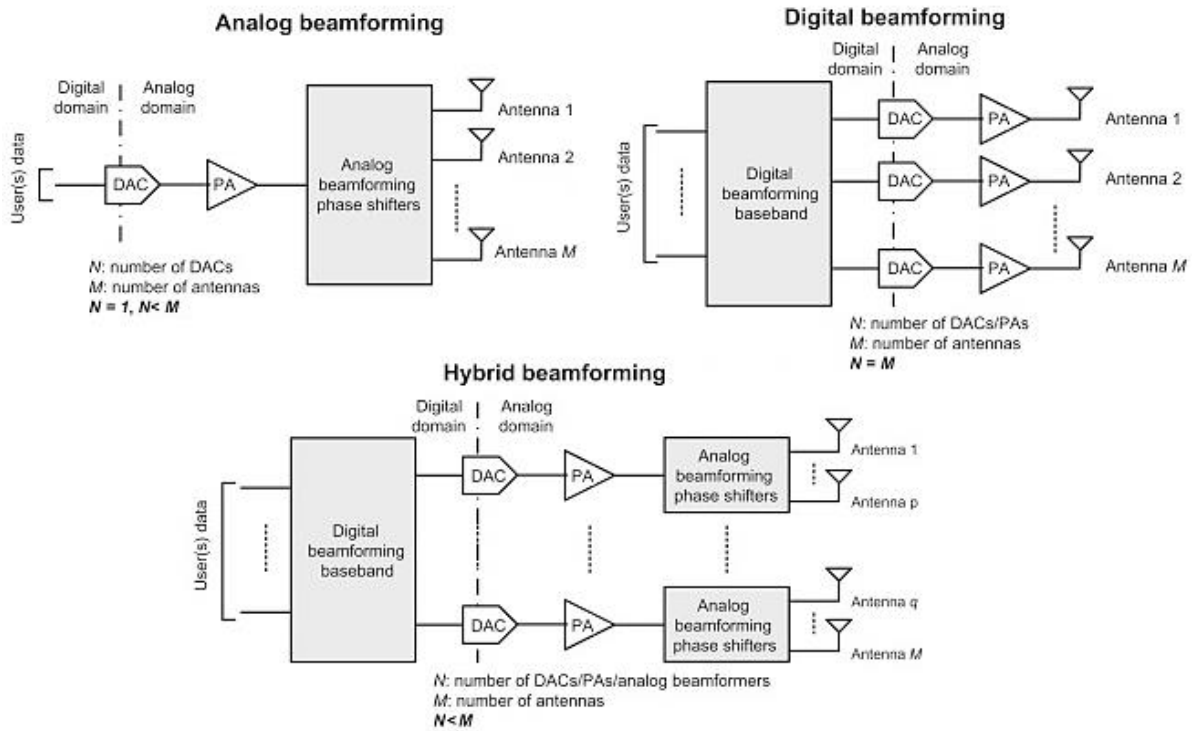 Analog beamforming
Digital domain
Analog domain
User(s) data
DAC
PA
Analog
beamforming
phase shifters
Antenna 1
Antenna 2
Antenna M
N: number of DACs
M: number of antennas
N = 1, N< M
Digital beamforming
Digital domain
Analog domain
User(s) data
Digital
beamforming
baseband
DAC
PA
Antenna 1
DAC
PA
Antenna 2
DAC
PA
Antenna M
N: number of DACs/PAs
M: number of antennas
N = M
Hybrid beamforming
Digital domain
Analog domain
User(s) data
Digital
beamforming
baseband
DAC
PA
Analog
beamforming
phase shifters
Antenna 1
Antenna p
DAC
PA
Analog
beamforming
phase shifters
Antenna q
Antenna M
N: number of DACs/PAs/analog beamformers
M: number of antennas
N< M